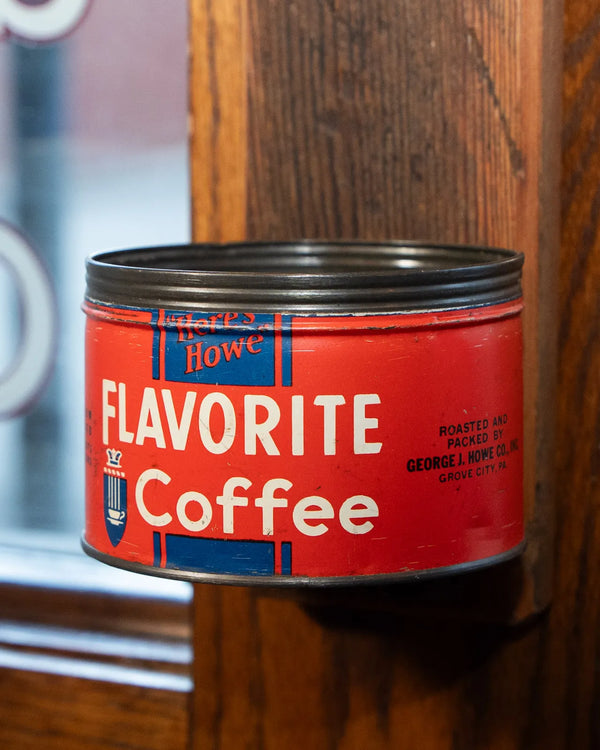 "Here's
Howe"
FLAVORITE
Coffee
ROASTED AND
PACKED BY
GEORGE J. HOWE CO., INC.
GROVE CITY, PA.